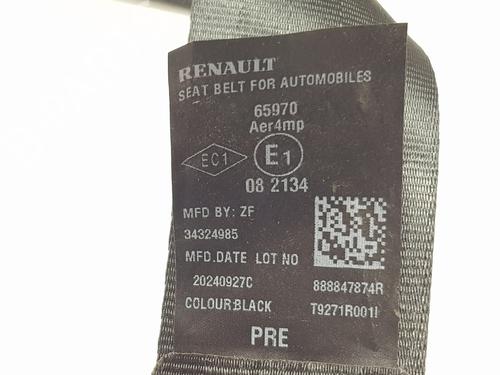 RENAULT
SEAT BELT FOR AUTOMOBILES
65970
Aer4mp
EC1
E1
08 2134
MFD BY: ZF
34324985
MFD.DATE LOT NO
20240927C
888847874R
COLOUR:BLACK
T9271R001I
PRE